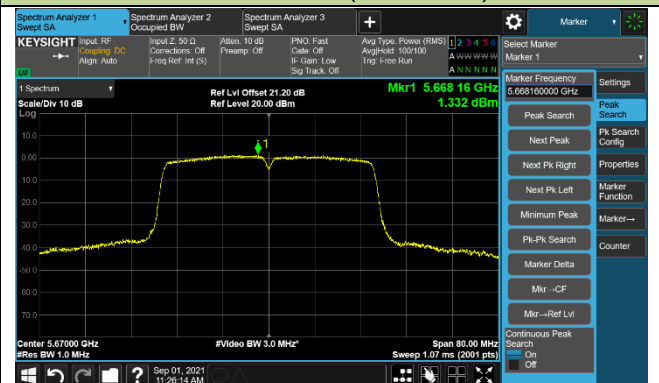 Spectrum Analyzer 1
Swept SA
Spectrum Analyzer 2
Occupied BW
Spectrum Analyzer 3
Swept SA
+
Marker
KEYSIGHT
Input: RF
Coupling: DC
Align: Auto
Input Z: 50 Ω
Corrections: Off
Freq Ref: Int (S)
Atten: 10 dB
Preamp: Off
PNO: Fast
Gate: Off
IF Gain: Low
Sig Track: Off
Avg Type: Power (RMS)
Avg|Hold: 100/100
Trig: Free Run
1 2 3 4 5 6
A W W W W W
A N N N N N
Select Marker
Marker 1
LW
1 Spectrum
Scale/Div 10 dB
Log
Ref Lvl Offset 21.20 dB
Ref Level 20.00 dBm
Mkr1 5.668 16 GHz
1.332 dBm
Marker Frequency
5.668160000 GHz
Settings
Peak Search
Next Peak
Next Pk Right
Next Pk Left
Minimum Peak
Pk-Pk Search
Marker Delta
Mkr→CF
Mkr→Ref Lvl
Continuous Peak
Search
On
Off
Peak
Search
Pk Search
Config
Properties
Marker
Function
Marker→
Counter
10.0
0.00
-10.0
-20.0
-30.0
-40.0
-50.0
-60.0
-70.0
1
Center 5.67000 GHz
#Res BW 1.0 MHz
#Video BW 3.0 MHz*
Span 80.00 MHz
Sweep 1.07 ms (2001 pts)
?
Sep 01, 2021
11:26:14 AM